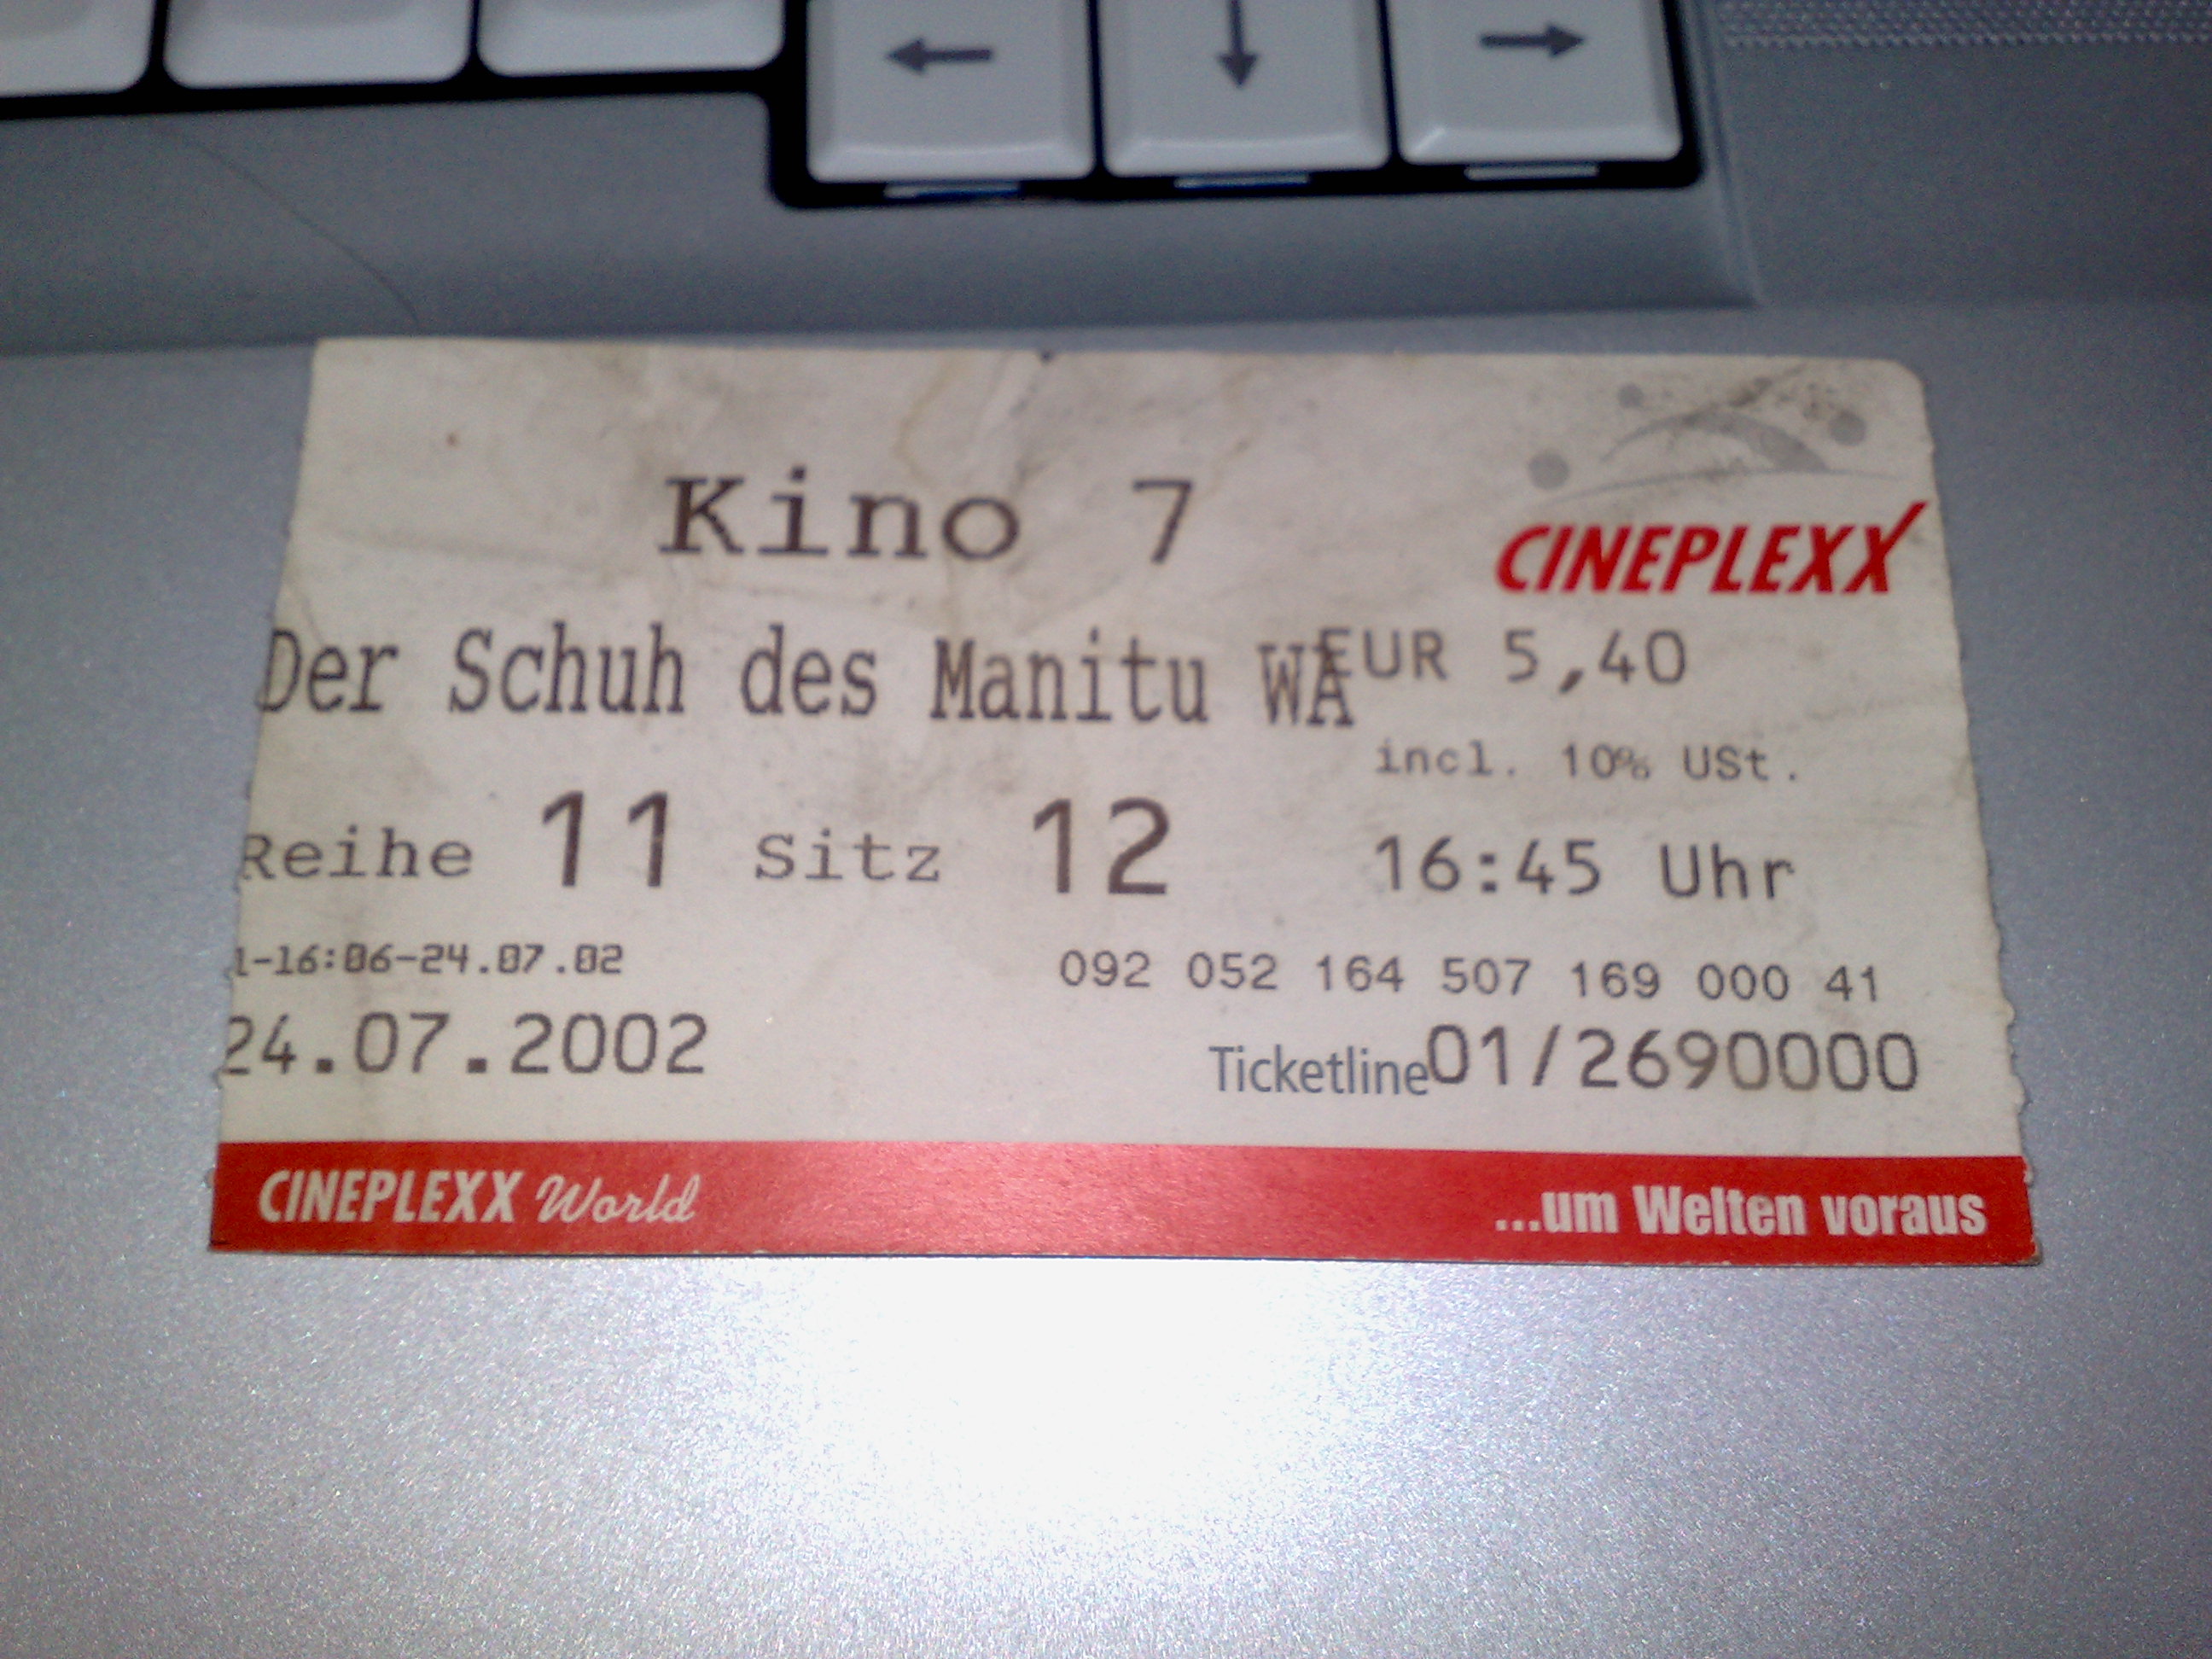 Kino 7
CINEPLEXX
Der Schuh des Manitu WA EUR 5,40
incl. 10% USt.
Reihe 11 Sitz 12 16:45 Uhr
1-16:06-24.07.02 092 052 164 507 169 000 41
24.07.2002 Ticketline 01/2690000
CINEPLEXX World ...um Welten voraus